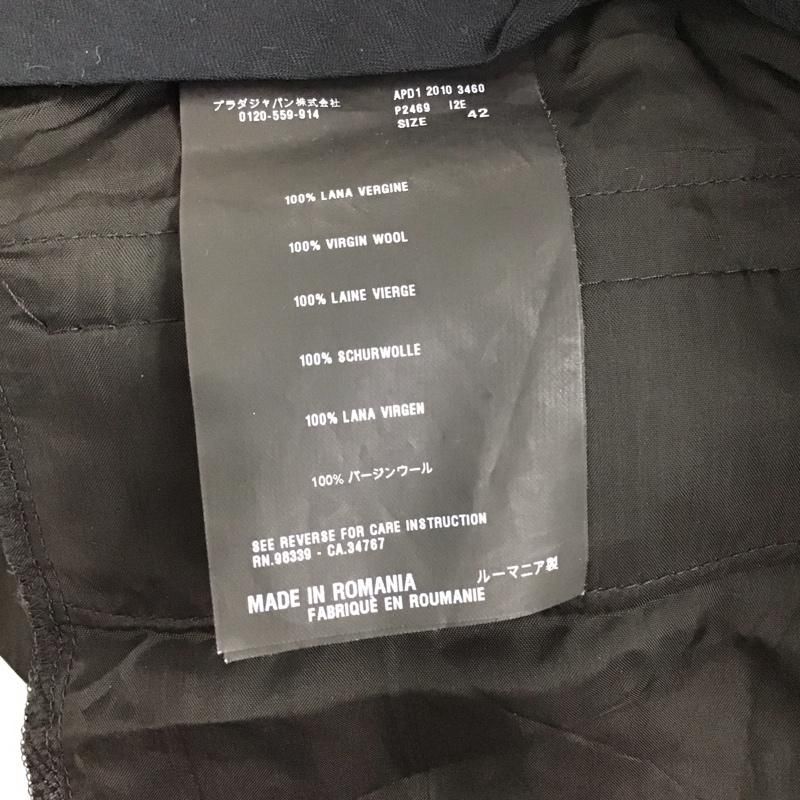 プラダジャパン株式会社
0120-559-914
APD1 2010 3460
P2469 I2E
SIZE 42
100% LANA VERGINE
100% VIRGIN WOOL
100% LAINE VIERGE
100% SCHURWOLLE
100% LANA VIRGEN
100% バージンウール
SEE REVERSE FOR CARE INSTRUCTION
RN.98339 - CA.34767
MADE IN ROMANIA ルーマニア製
FABRIQUÈ EN ROUMANIE